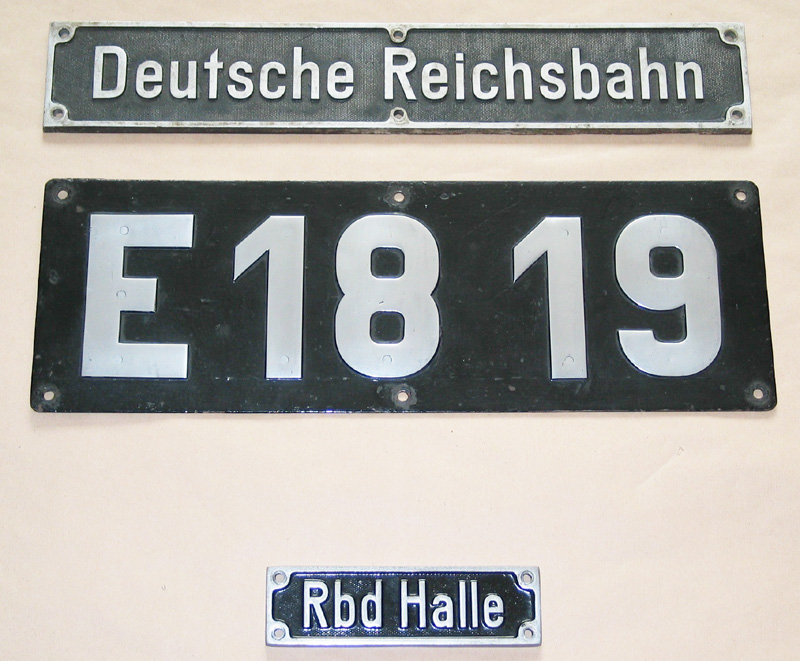 Deutsche Reichsbahn
E 18 19
Rbd Halle